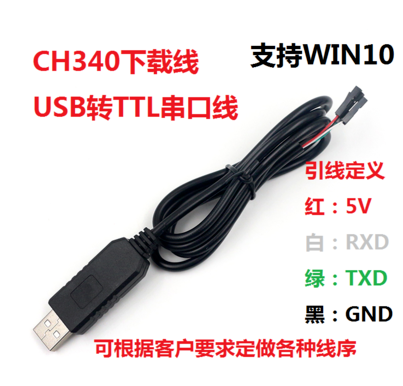 CH340下载线
支持WIN10
USB转TTL串口线
引线定义
红：5V
白：RXD
绿：TXD
黑：GND
可根据客户要求定做各种线序